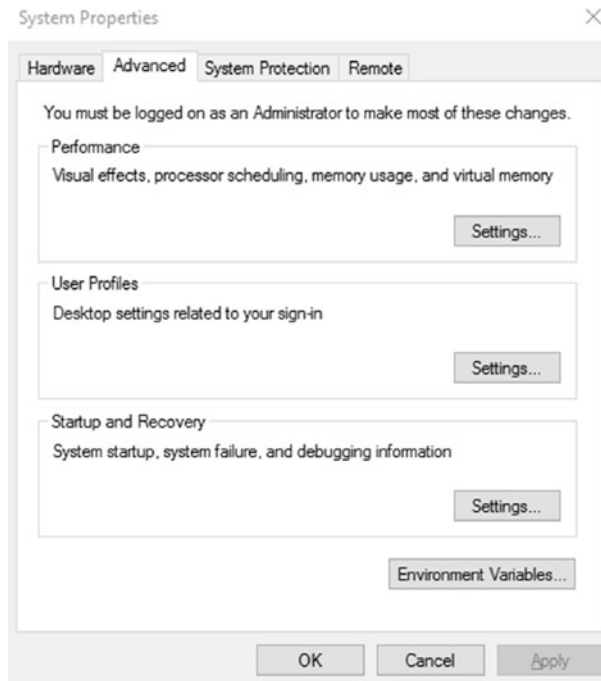 System Properties
Hardware Advanced System Protection Remote
You must be logged on as an Administrator to make most of these changes.
Performance
Visual effects, processor scheduling, memory usage, and virtual memory
Settings...
User Profiles
Desktop settings related to your sign-in
Settings...
Startup and Recovery
System startup, system failure, and debugging information
Settings...
Environment Variables...
OK Cancel Apply